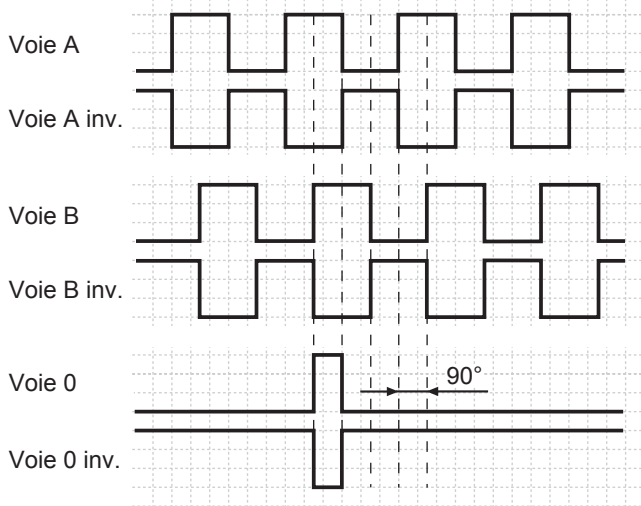 Voie A
Voie A inv.
Voie B
Voie B inv.
Voie 0
90°
Voie 0 inv.